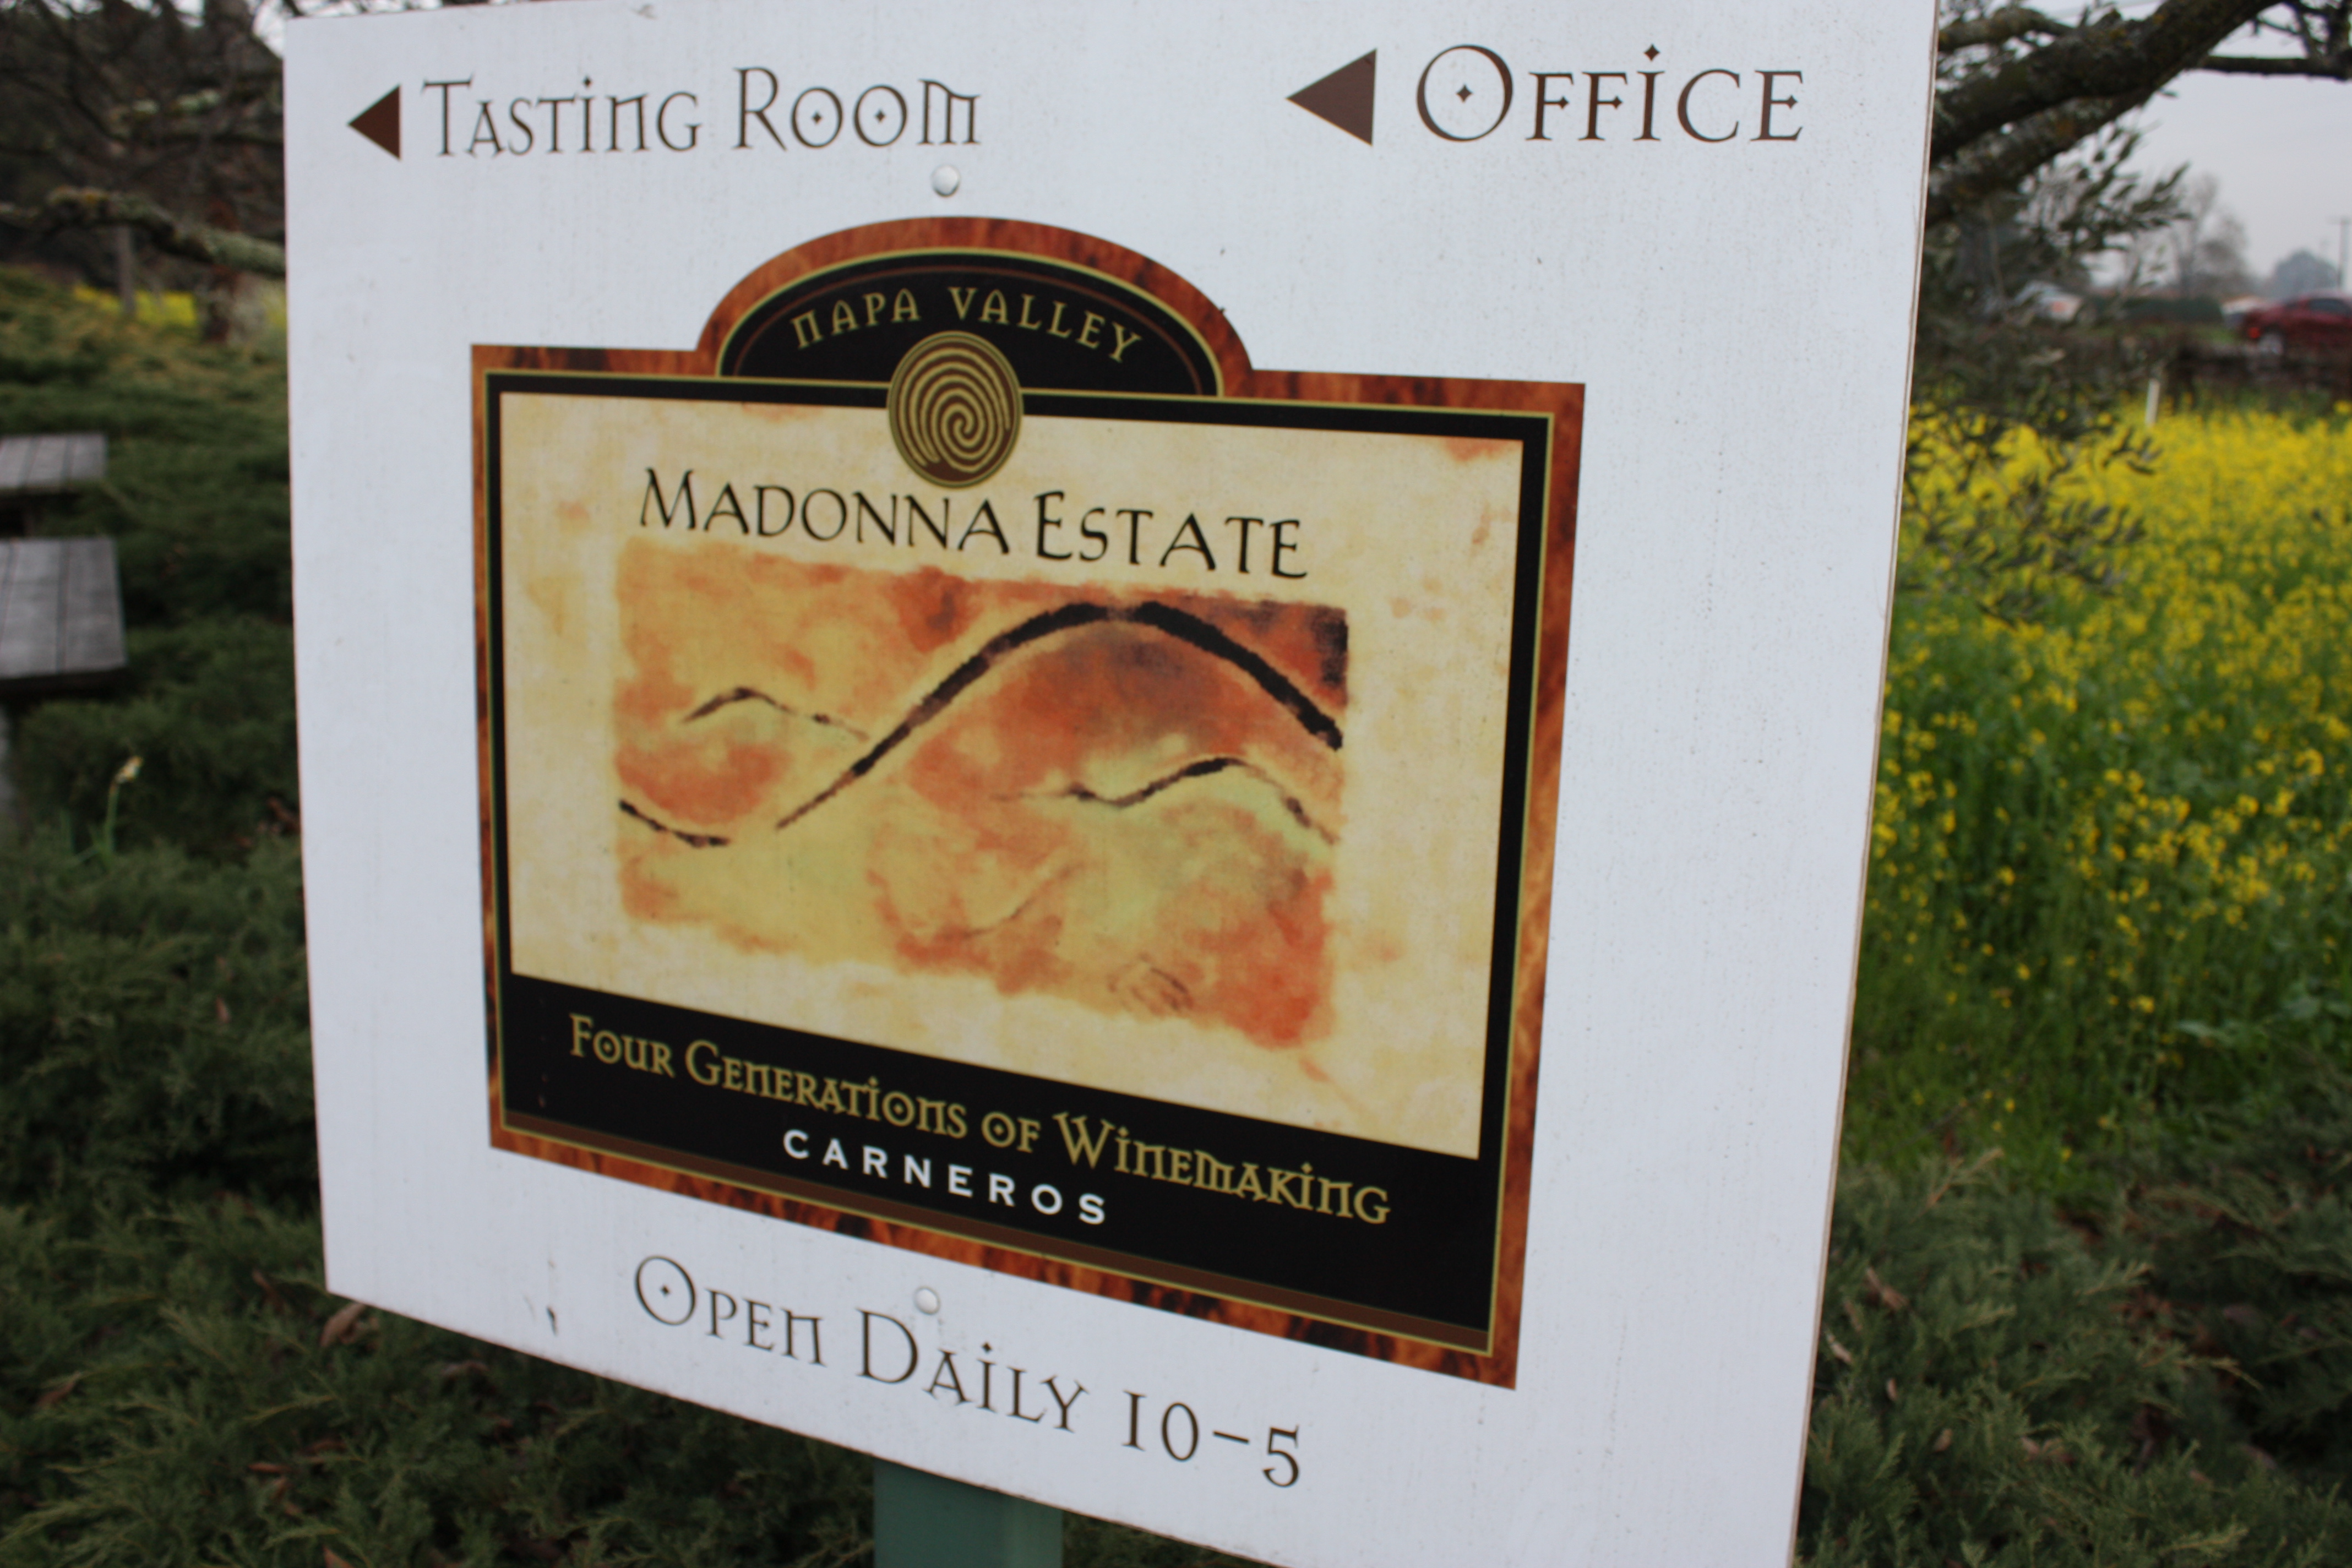 Tasting Room
Office
NAPA VALLEY
MADONNA ESTATE
Four Generations of Winemaking
CARNEROS
Open Daily 10-5